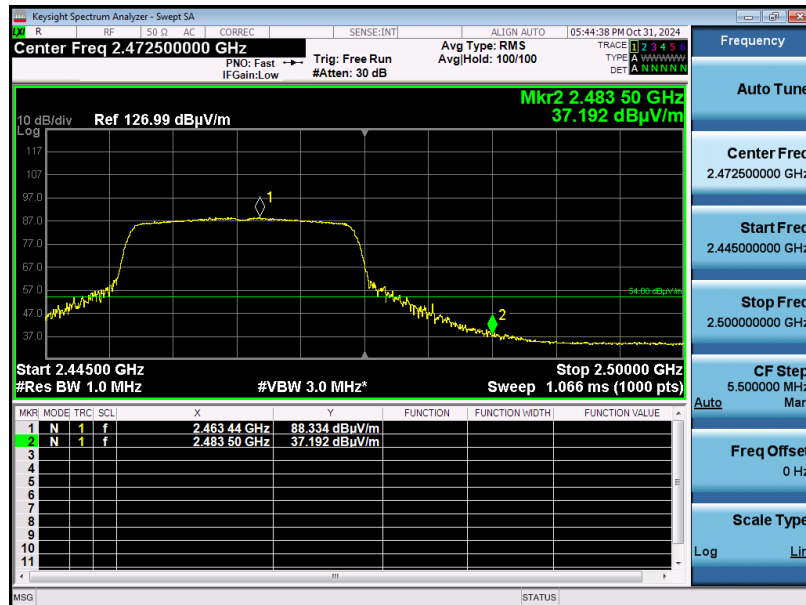 Keysight Spectrum Analyzer - Swept SA
LXI R RF 50 Ω AC CORREC SENSE:INT ALIGN AUTO 05:44:38 PM Oct 31, 2024
Center Freq 2.472500000 GHz
PNO: Fast
IFGain:Low
Trig: Free Run
#Atten: 30 dB
Avg Type: RMS
Avg|Hold: 100/100
TRACE 1 2 3 4 5 6
TYPE A WWWWW
DET A N N N N N
Mkr2 2.483 50 GHz
37.192 dBµV/m
10 dB/div Ref 126.99 dBµV/m
Log
117
107
97.0
87.0
77.0
67.0
57.0
47.0
37.0
1
2
54.00 dBµV/m
Start 2.44500 GHz Stop 2.50000 GHz
#Res BW 1.0 MHz #VBW 3.0 MHz* Sweep 1.066 ms (1000 pts)
MKR MODE TRC SCL X Y FUNCTION FUNCTION WIDTH FUNCTION VALUE
1 N 1 f 2.463 44 GHz 88.334 dBµV/m
2 N 1 f 2.483 50 GHz 37.192 dBµV/m
3
4
5
6
7
8
9
10
11
MSG STATUS
Frequency
Auto Tune
Center Freq
2.472500000 GHz
Start Freq
2.445000000 GHz
Stop Freq
2.500000000 GHz
CF Step
5.500000 MHz
Auto Man
Freq Offset
0 Hz
Scale Type
Log Lin